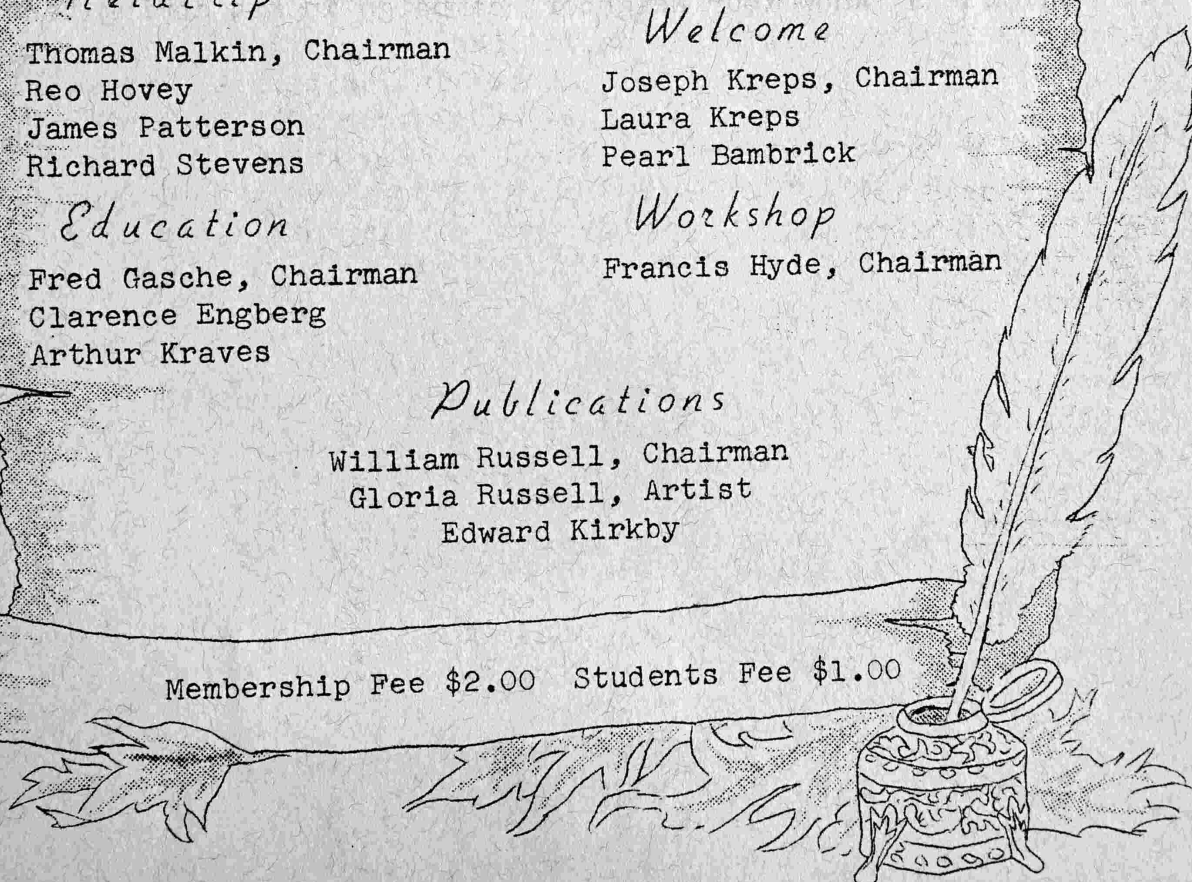 Thomas Malkin, Chairman
Reo Hovey
James Patterson
Richard Stevens
Education
Fred Gasche, Chairman
Clarence Engberg
Arthur Kraves
Welcome
Joseph Kreps, Chairman
Laura Kreps
Pearl Bambrick
Workshop
Francis Hyde, Chairman
Publications
William Russell, Chairman
Gloria Russell, Artist
Edward Kirkby
Membership Fee $2.00 Students Fee $1.00